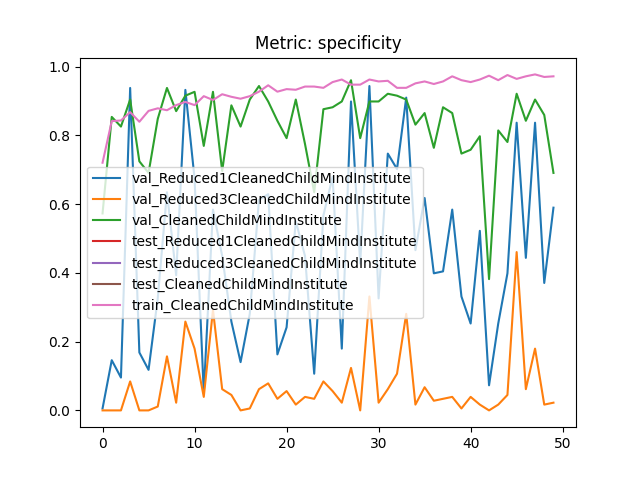 Metric: specificity
1.0
0.8
0.6
0.4
0.2
0.0
val_Reduced1CleanedChildMindInstitute
val_Reduced3CleanedChildMindInstitute
val_CleanedChildMindInstitute
test_Reduced1CleanedChildMindInstitute
test_Reduced3CleanedChildMindInstitute
test_CleanedChildMindInstitute
train_CleanedChildMindInstitute
0 10 20 30 40 50